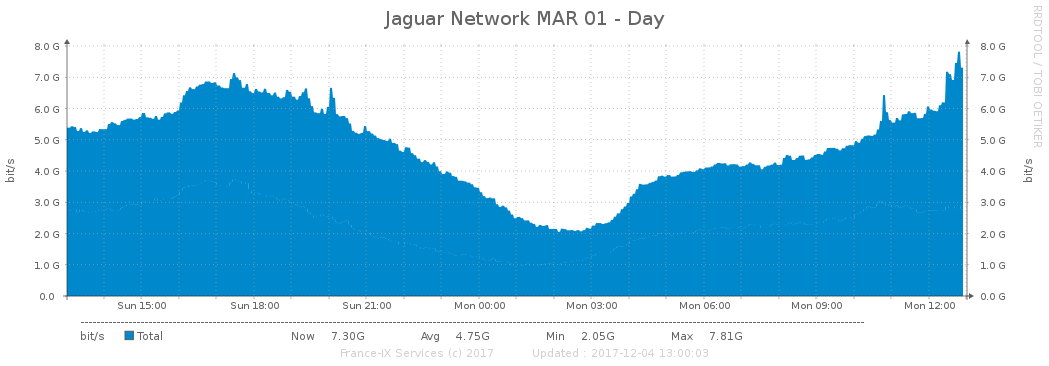 Jaguar Network MAR 01 - Day
RRDTOOL / TOBI OETIKER
8.0 G 8.0 G
7.0 G 7.0 G
6.0 G 6.0 G
5.0 G 5.0 G
4.0 G 4.0 G
3.0 G 3.0 G
2.0 G 2.0 G
1.0 G 1.0 G
0.0 0.0 G
bit/s bit/s
Sun 15:00 Sun 18:00 Sun 21:00 Mon 00:00 Mon 03:00 Mon 06:00 Mon 09:00 Mon 12:00
bit/s Total Now 7.30G Avg 4.75G Min 2.05G Max 7.81G
France-IX Services (c) 2017 Updated : 2017-12-04 13:00:03